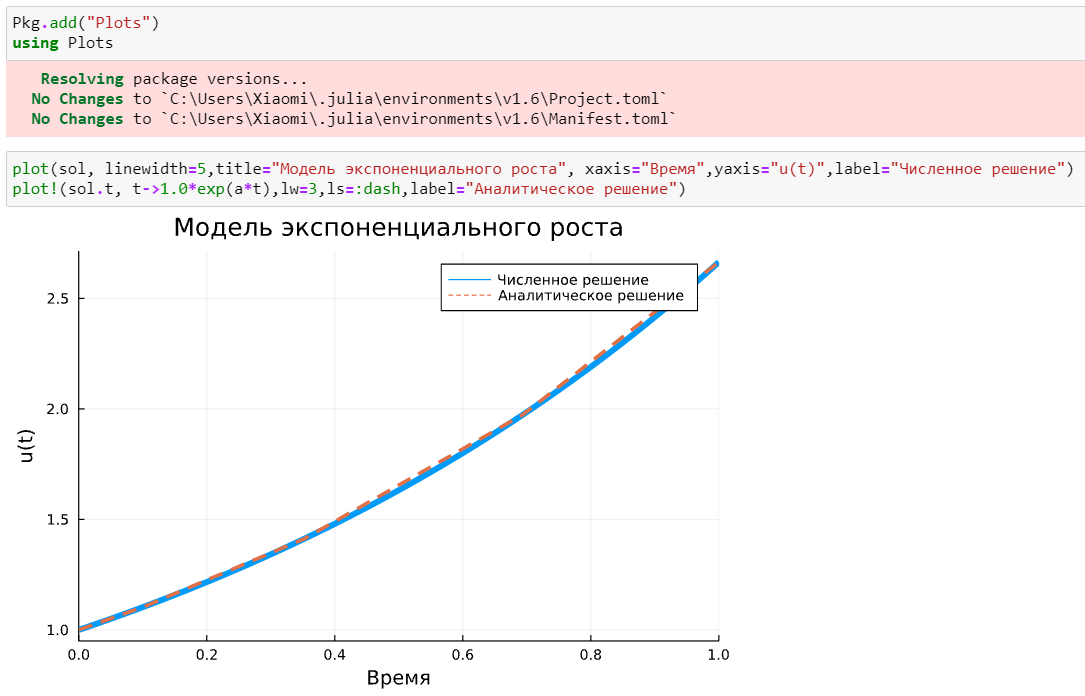 Pkg.add("Plots")
using Plots
Resolving package versions...
No Changes to `C:\Users\Xiaomi\.julia\environments\v1.6\Project.toml`
No Changes to `C:\Users\Xiaomi\.julia\environments\v1.6\Manifest.toml`
plot(sol, linewidth=5,title="Модель экспоненциального роста", xaxis="Время",yaxis="u(t)",label="Численное решение")
plot!(sol.t, t->1.0*exp(a*t),lw=3,ls=:dash,label="Аналитическое решение")
Модель экспоненциального роста
Численное решение
Аналитическое решение
2.5
2.0
1.5
1.0
u(t)
0.0 0.2 0.4 0.6 0.8 1.0
Время